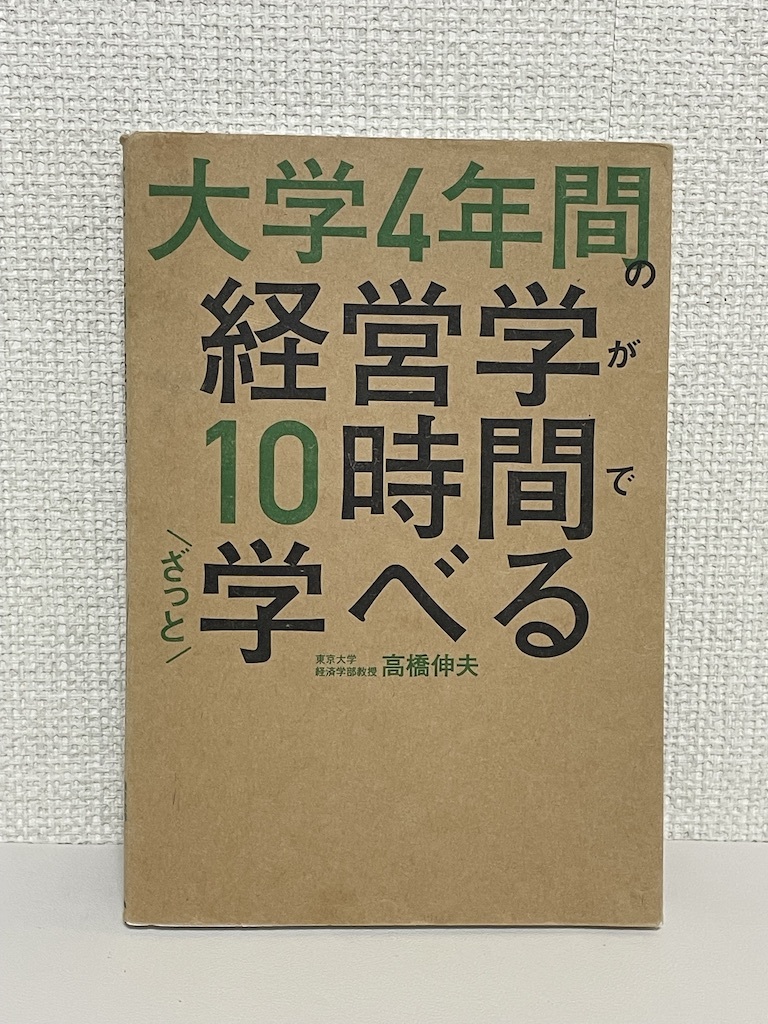 大学4年間の
経営学が
10時間で
ざっと
学べる
東京大学
経済学部教授
高橋伸夫